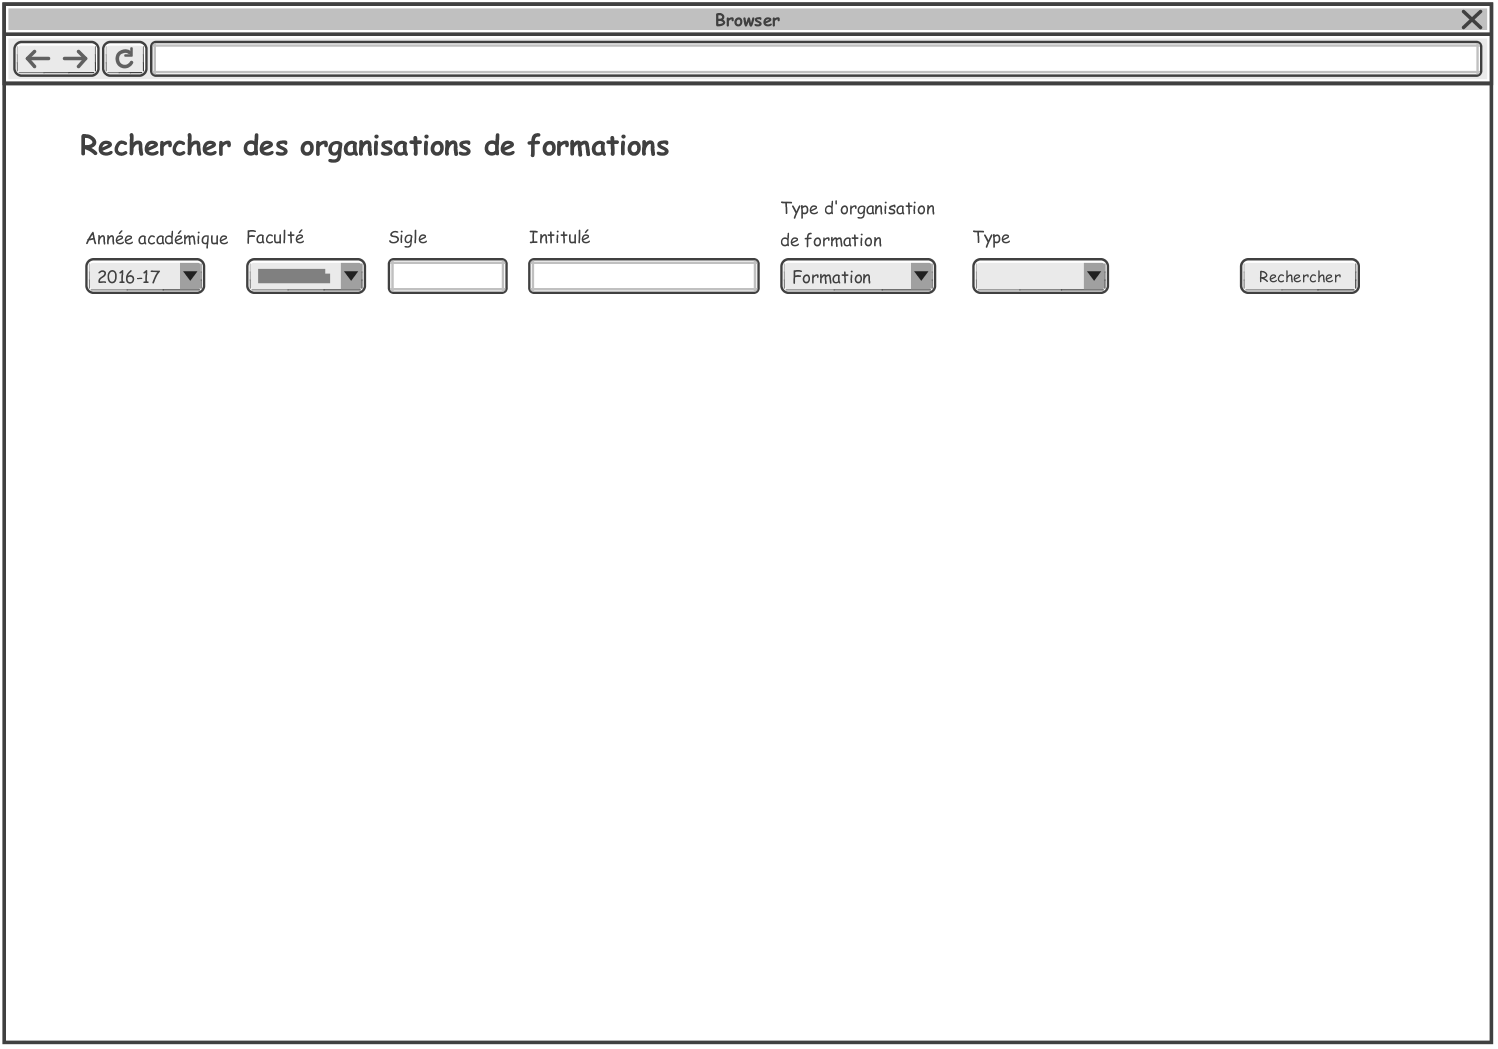 Browser
Rechercher des organisations de formations
Type d'organisation
Année académique Faculté Sigle Intitulé de formation Type
2016-17 Formation Rechercher